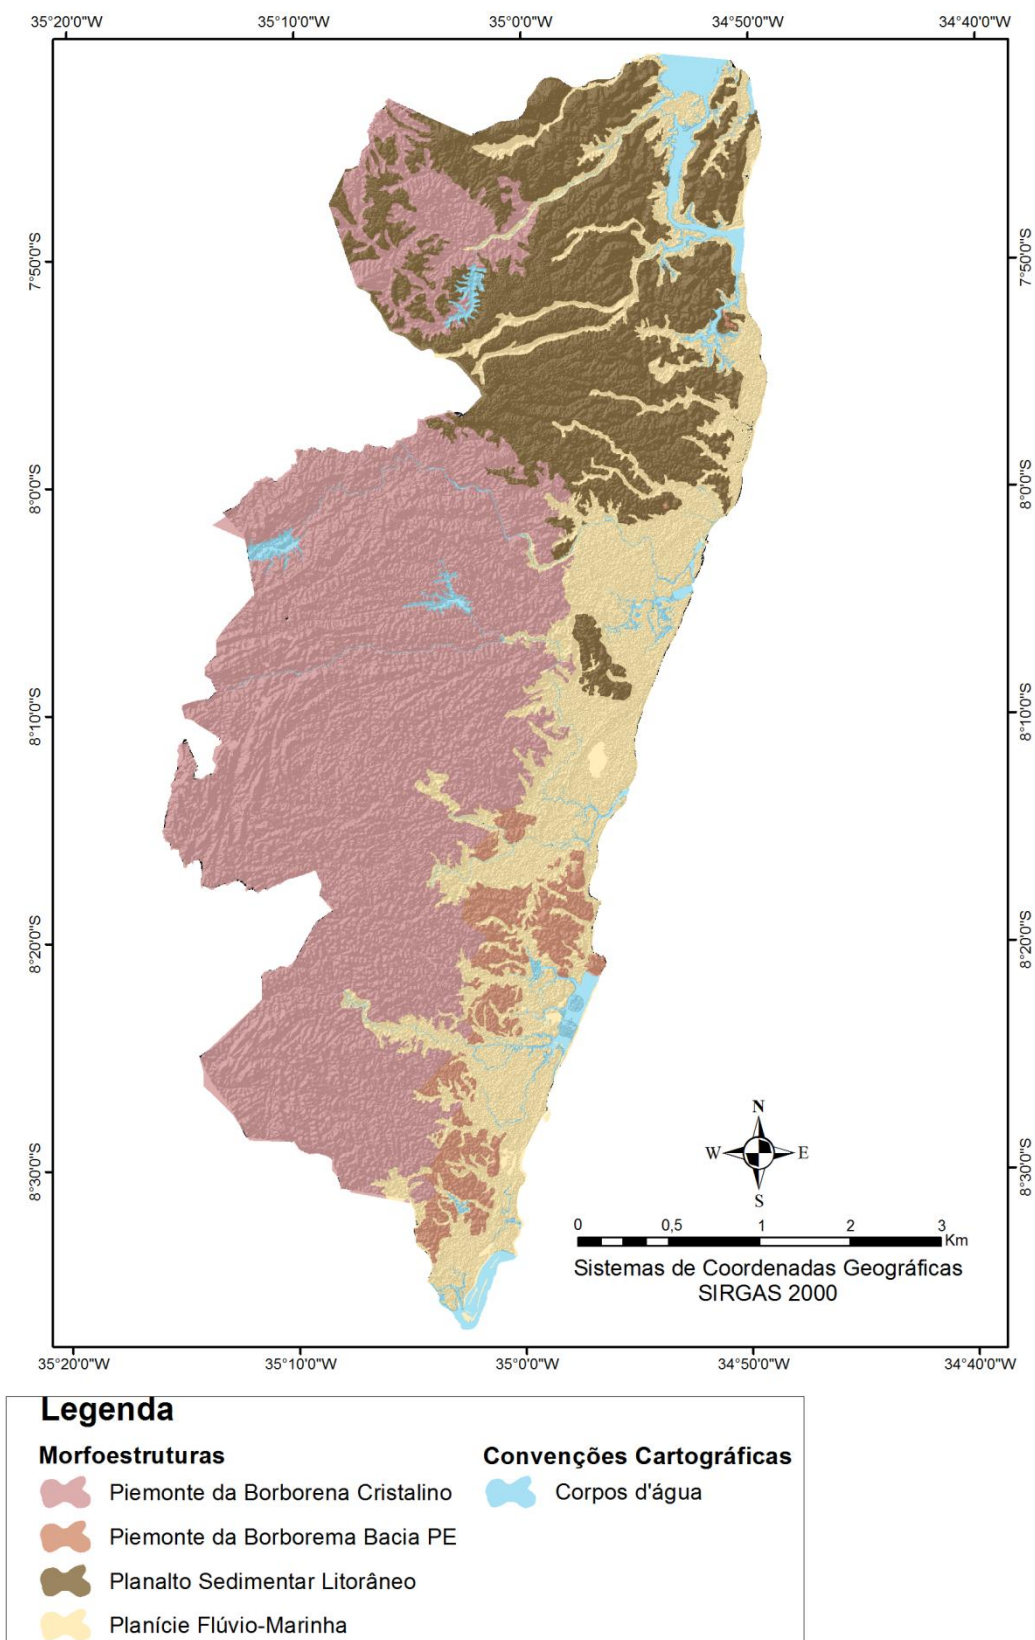 35°20'0"W 35°10'0"W 35°0'0"W 34°50'0"W 34°40'0"W
7°50'0"S 7°50'0"S
8°0'0"S 8°0'0"S
8°10'0"S 8°10'0"S
8°20'0"S 8°20'0"S
N
W E
S
8°30'0"S 8°30'0"S
0 0,5 1 2 3
Km
Sistemas de Coordenadas Geográficas
SIRGAS 2000
35°20'0"W 35°10'0"W 35°0'0"W 34°50'0"W 34°40'0"W
Legenda
Morfoestruturas Convenções Cartográficas
Piemonte da Borborena Cristalino Corpos d'água
Piemonte da Borborema Bacia PE
Planalto Sedimentar Litorâneo
Planície Flúvio-Marinha